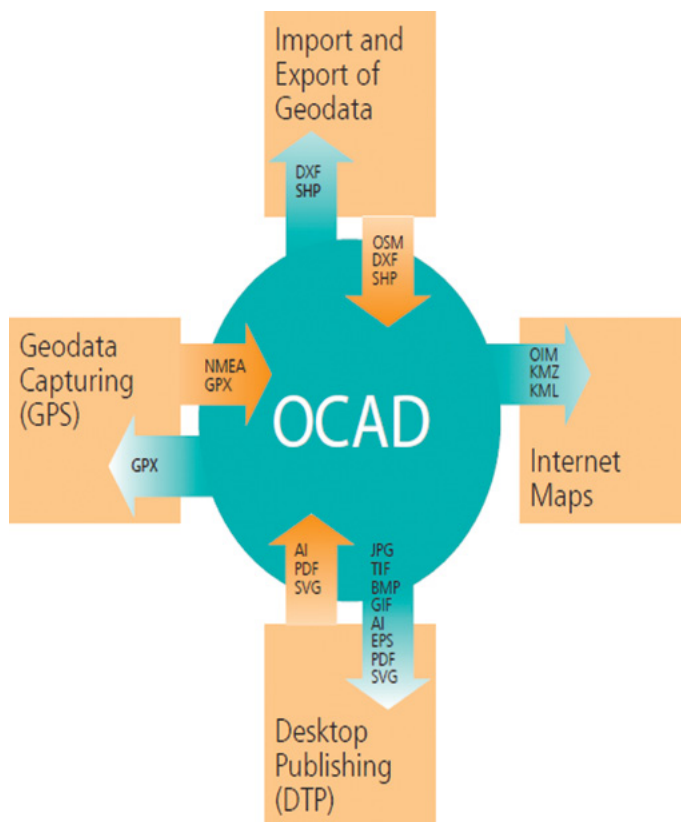 Import and
Export of
Geodata
DXF
SHP
OSM
DXF
SHP
Geodata
Capturing
(GPS)
NMEA
GPX
GPX
OCAD
OIM
KMZ
KML
Internet
Maps
AI
PDF
SVG
JPG
TIF
BMP
GIF
AI
EPS
PDF
SVG
Desktop
Publishing
(DTP)